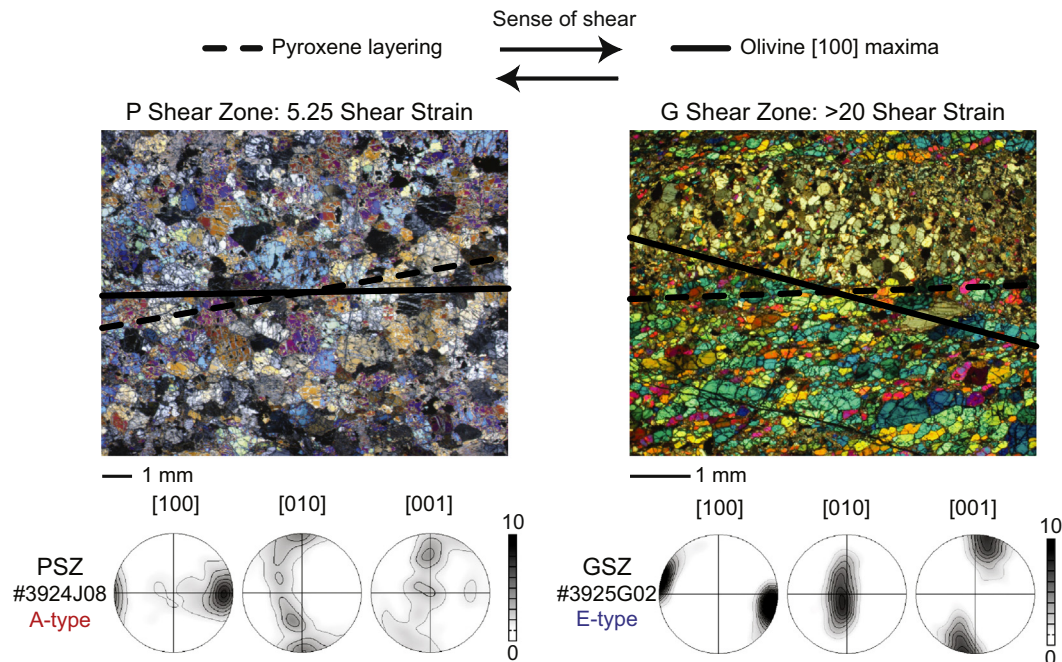 Sense of shear
Pyroxene layering
Olivine [100] maxima
P Shear Zone: 5.25 Shear Strain
G Shear Zone: >20 Shear Strain
1 mm
1 mm
[100]
[010]
[001]
10
PSZ
#3924J08
A-type
0
[100]
[010]
[001]
10
GSZ
#3925G02
E-type
0